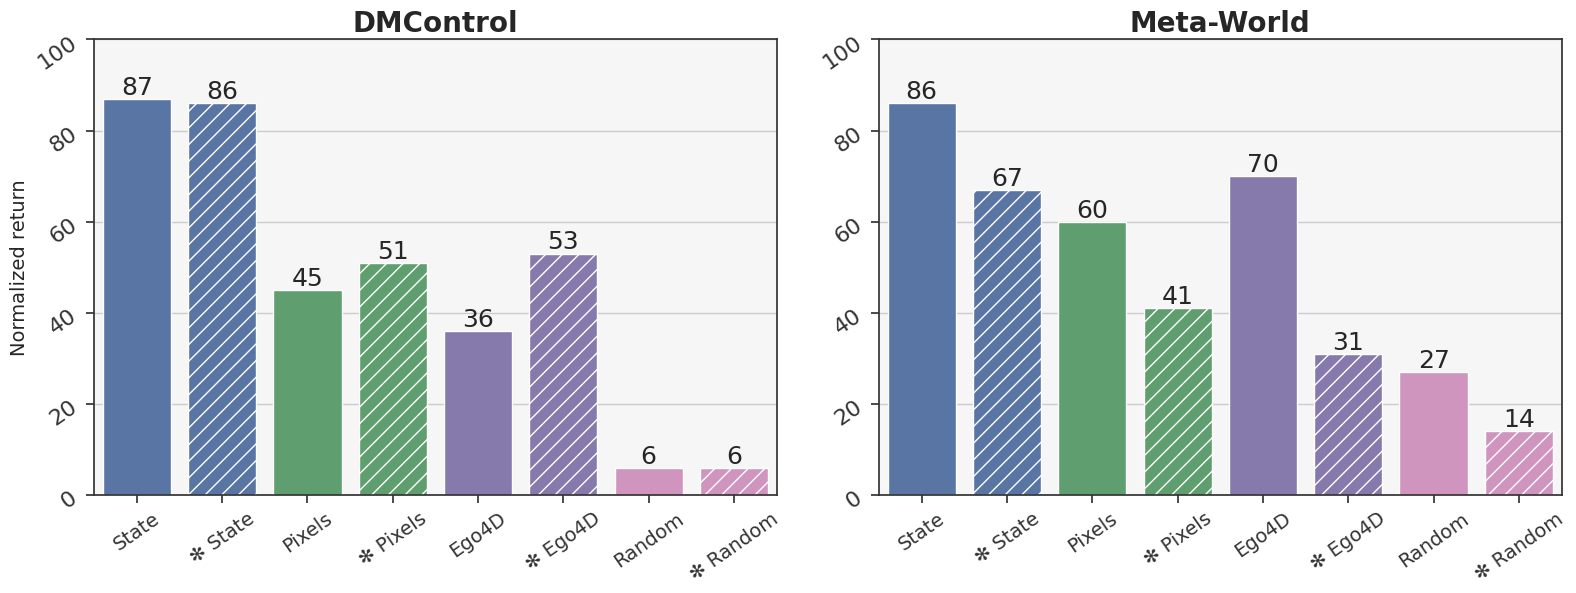 DMControl
Normalized return
100
80
60
40
20
0
87
86
45
51
36
53
6
6
State
✻ State
Pixels
✻ Pixels
Ego4D
✻ Ego4D
Random
✻ Random
Meta-World
100
80
60
40
20
0
86
67
60
41
70
31
27
14
State
✻ State
Pixels
✻ Pixels
Ego4D
✻ Ego4D
Random
✻ Random